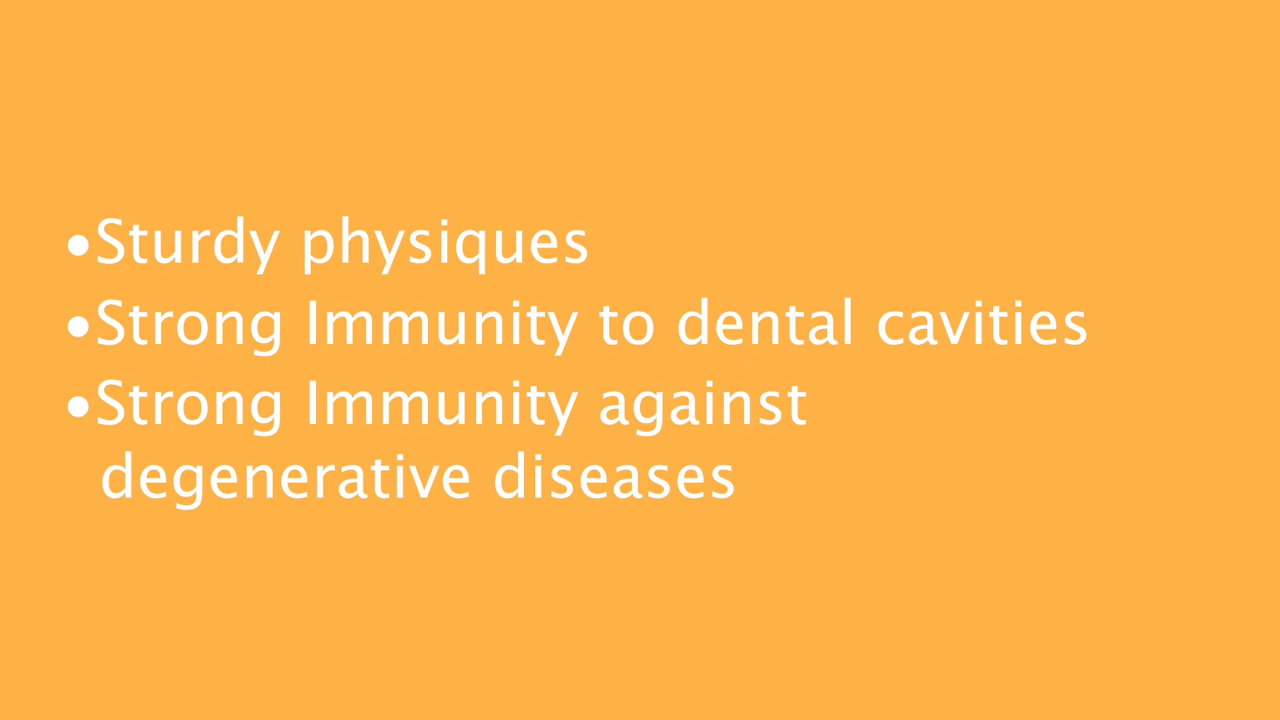 •Sturdy physiques
•Strong Immunity to dental cavities
•Strong Immunity against
degenerative diseases